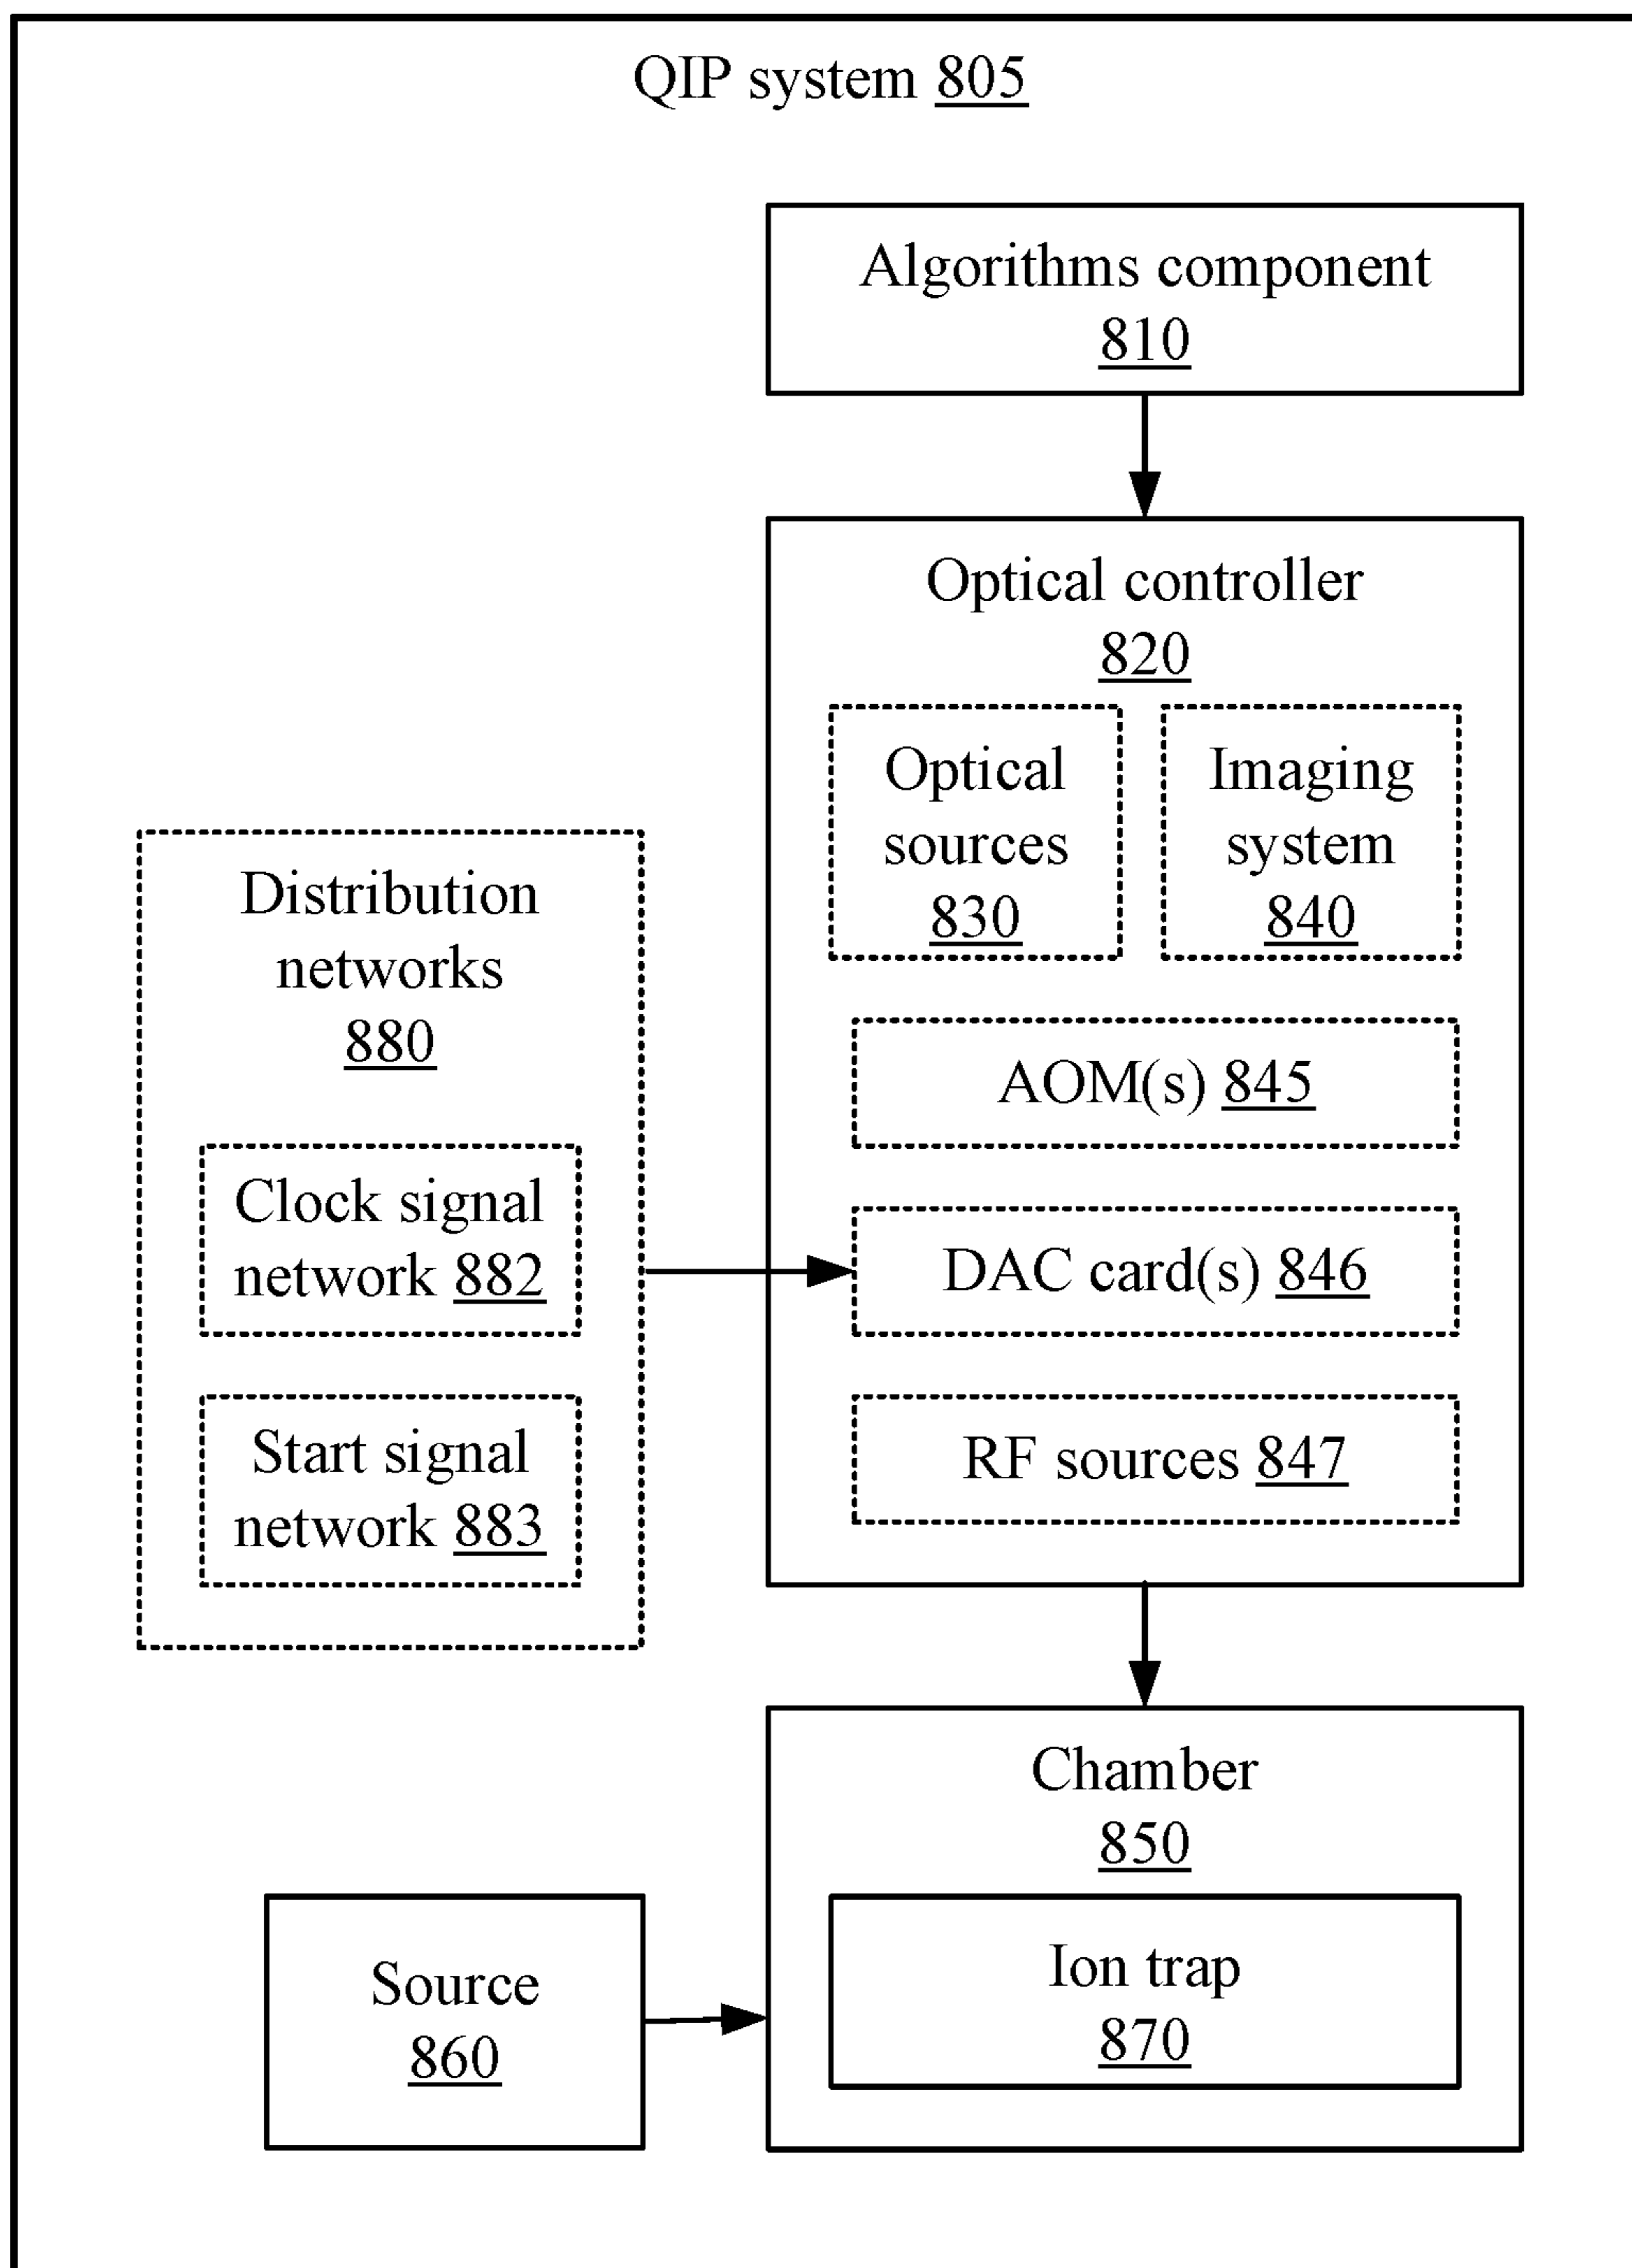 QIP system 805
Algorithms component
810
Optical controller
820
Optical
sources
830
Imaging
system
840
AOM(s) 845
DAC card(s) 846
RF sources 847
Distribution
networks
880
Clock signal
network 882
Start signal
network 883
Chamber
850
Ion trap
870
Source
860